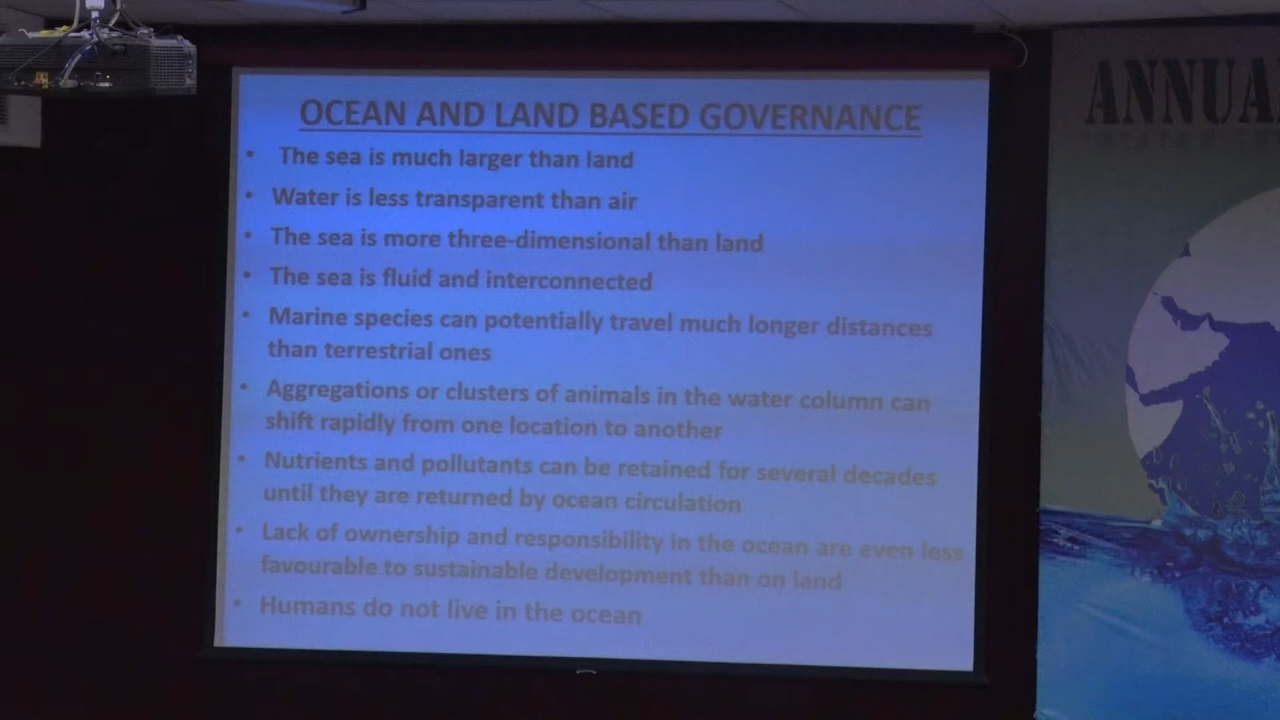 OCEAN AND LAND BASED GOVERNANCE
• The sea is much larger than land
• Water is less transparent than air
• The sea is more three-dimensional than land
• The sea is fluid and interconnected
• Marine species can potentially travel much longer distances
than terrestrial ones
• Aggregations or clusters of animals in the water column can
shift rapidly from one location to another
• Nutrients and pollutants can be retained for several decades
until they are returned by ocean circulation
• Lack of ownership and responsibility in the ocean are even less
favourable to sustainable development than on land
• Humans do not live in the ocean
ANNUA